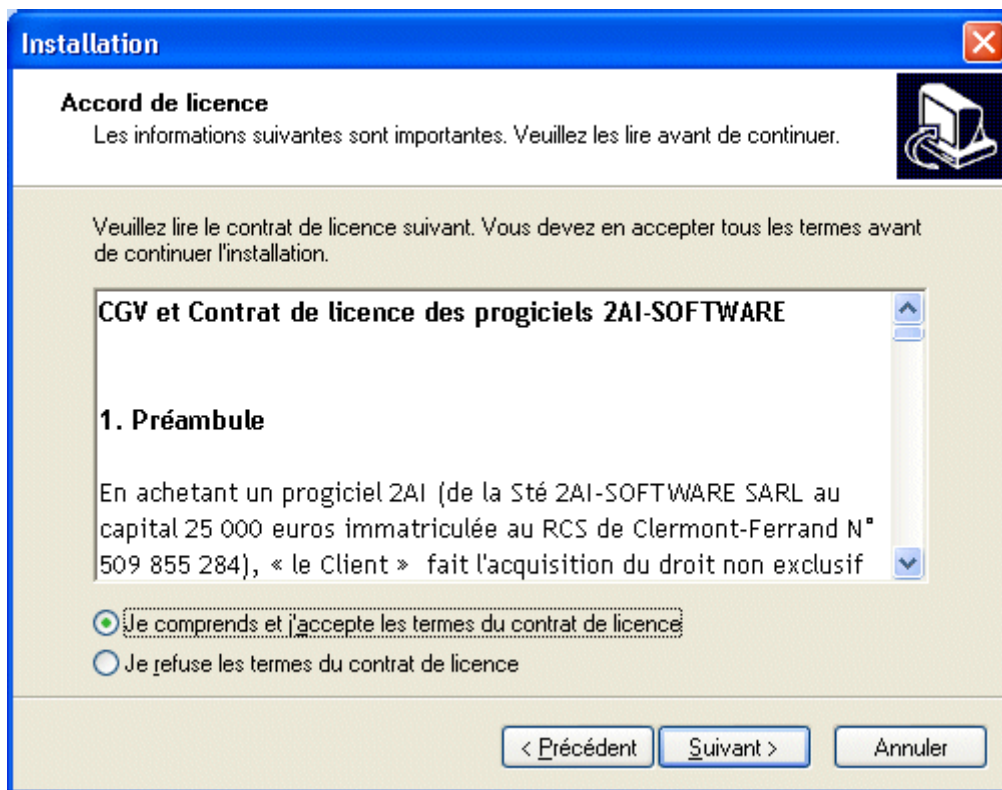 Installation
Accord de licence
Les informations suivantes sont importantes. Veuillez les lire avant de continuer.
Veuillez lire le contrat de licence suivant. Vous devez en accepter tous les termes avant
de continuer l'installation.
CGV et Contrat de licence des progiciels 2AI-SOFTWARE
1. Préambule
En achetant un progiciel 2AI (de la Sté 2AI-SOFTWARE SARL au
capital 25 000 euros immatriculée au RCS de Clermont-Ferrand N°
509 855 284), « le Client »  fait l'acquisition du droit non exclusif
Je comprends et j'accepte les termes du contrat de licence
Je refuse les termes du contrat de licence
< Précédent
Suivant >
Annuler